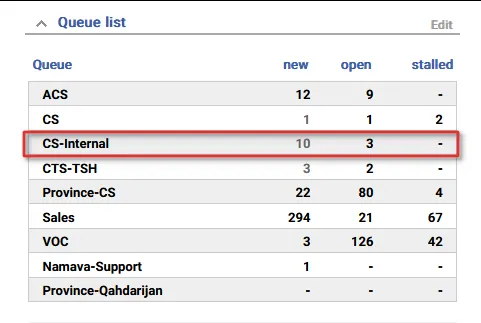 Queue list Edit
Queue new open stalled
ACS 12 9 -
CS 1 1 2
CS-Internal 10 3 -
CTS-TSH 3 2 -
Province-CS 22 80 4
Sales 294 21 67
VOC 3 126 42
Namava-Support 1 - -
Province-Qahdarijan - - -